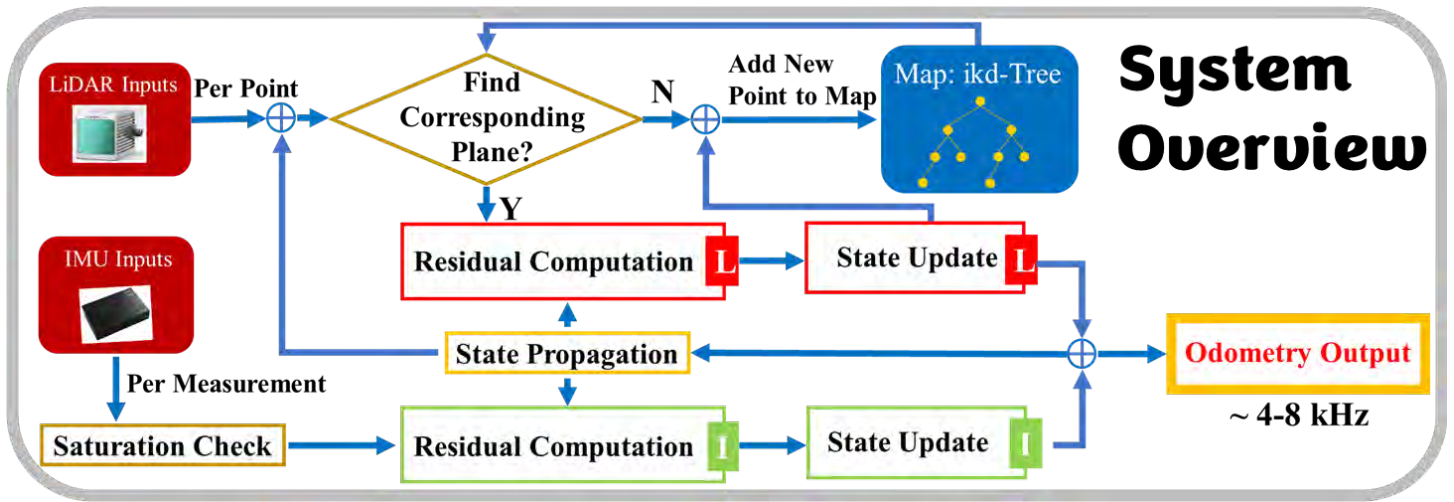 System
Overview
LiDAR Inputs
Per Point
Find
Corresponding
Plane?
N
Add New
Point to Map
Map: ikd-Tree
Y
Residual Computation
L
State Update
L
IMU Inputs
State Propagation
Odometry Output
~ 4-8 kHz
Per Measurement
Saturation Check
Residual Computation
I
State Update
I